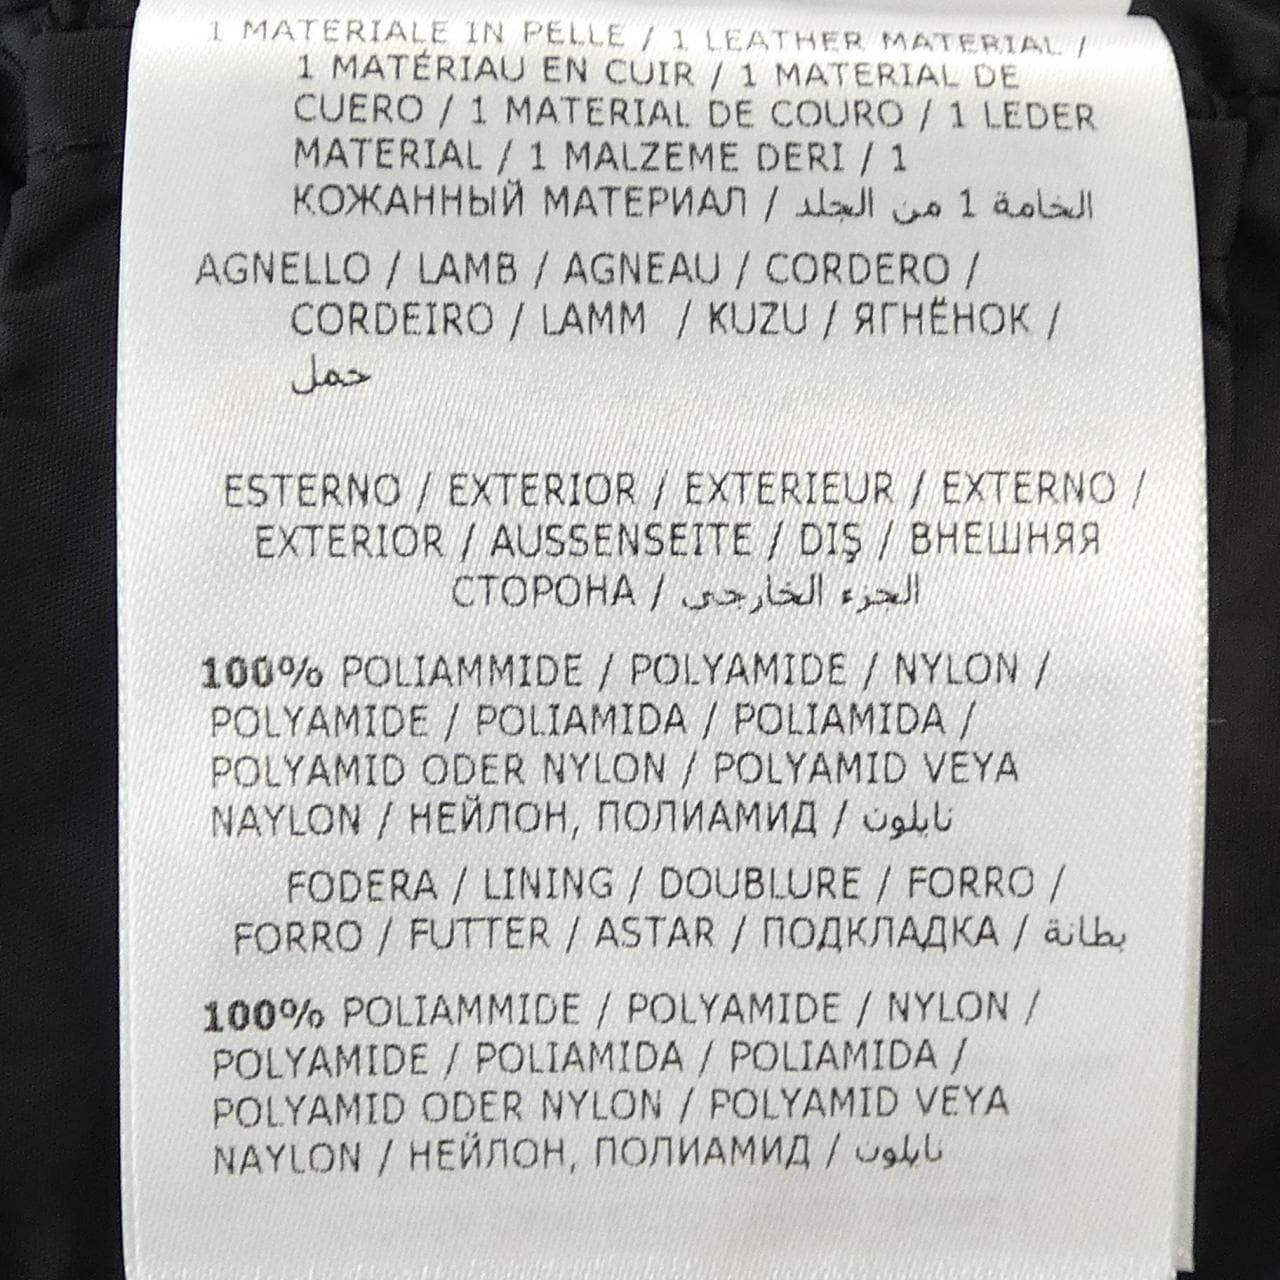 1 MATERIALE IN PELLE / 1 LEATHER MATERIAL /
1 MATÉRIAU EN CUIR / 1 MATERIAL DE
CUERO / 1 MATERIAL DE COURO / 1 LEDER
MATERIAL / 1 MALZEME DERI / 1
КОЖАННЫЙ МАТЕРИАЛ / الخامة 1 من الجلد
AGNELLO / LAMB / AGNEAU / CORDERO /
CORDEIRO / LAMM / KUZU / ЯГНЁНОК /
حمل
ESTERNO / EXTERIOR / EXTERIEUR / EXTERNO /
EXTERIOR / AUSSENSEITE / DIŞ / ВНЕШНЯЯ
СТОРОНА / الجزء الخارجي
100% POLIAMMIDE / POLYAMIDE / NYLON /
POLYAMIDE / POLIAMIDA / POLIAMIDA /
POLYAMID ODER NYLON / POLYAMID VEYA
NAYLON / НЕЙЛОН, ПОЛИАМИД / نايلون
FODERA / LINING / DOUBLURE / FORRO /
FORRO / FUTTER / ASTAR / ПОДКЛАДКА / بطانة
100% POLIAMMIDE / POLYAMIDE / NYLON /
POLYAMIDE / POLIAMIDA / POLIAMIDA /
POLYAMID ODER NYLON / POLYAMID VEYA
NAYLON / НЕЙЛОН, ПОЛИАМИД / نايلون